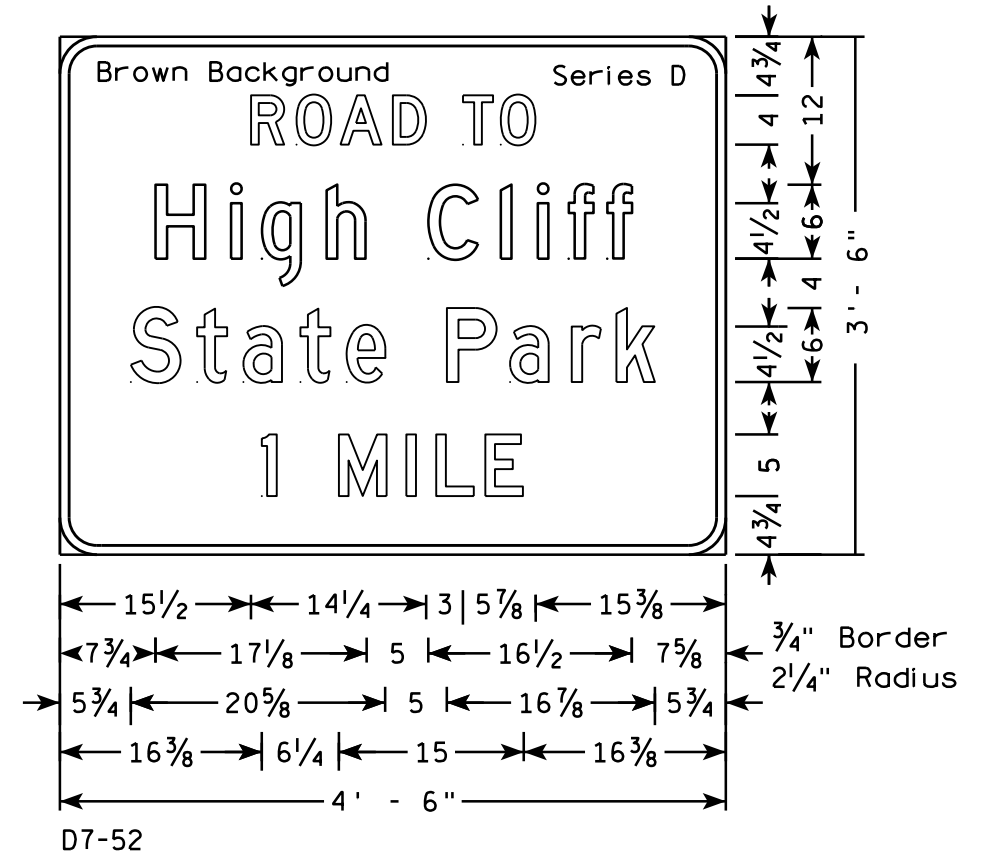 Brown Background Series D
ROAD TO
High Cliff
State Park
1 MILE
4¾
4
4½
4½
5
4¾
12
6
4
6
3' - 6"
15½ 14¼ 3 5⅞ 15⅜
7¾ 17⅛ 5 16½ 7⅝
5¾ 20⅝ 5 16⅞ 5¾
16⅜ 6¼ 15 16⅜
4' - 6"
¾" Border
2¼" Radius
D7-52